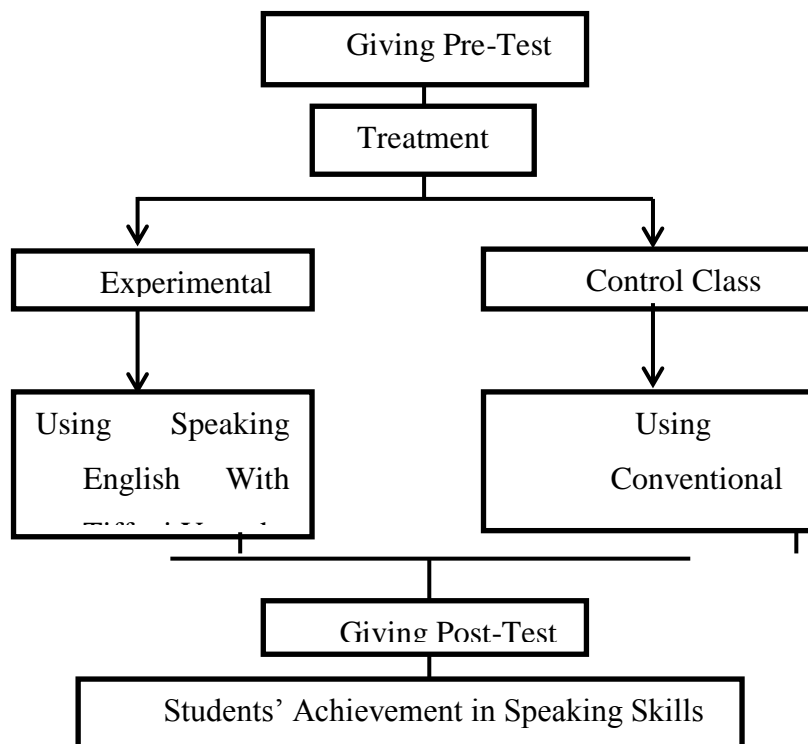 Giving Pre-Test
Treatment
Experimental
Control Class
Using Speaking
English With
Using
Conventional
Giving Post-Test
Students’ Achievement in Speaking Skills